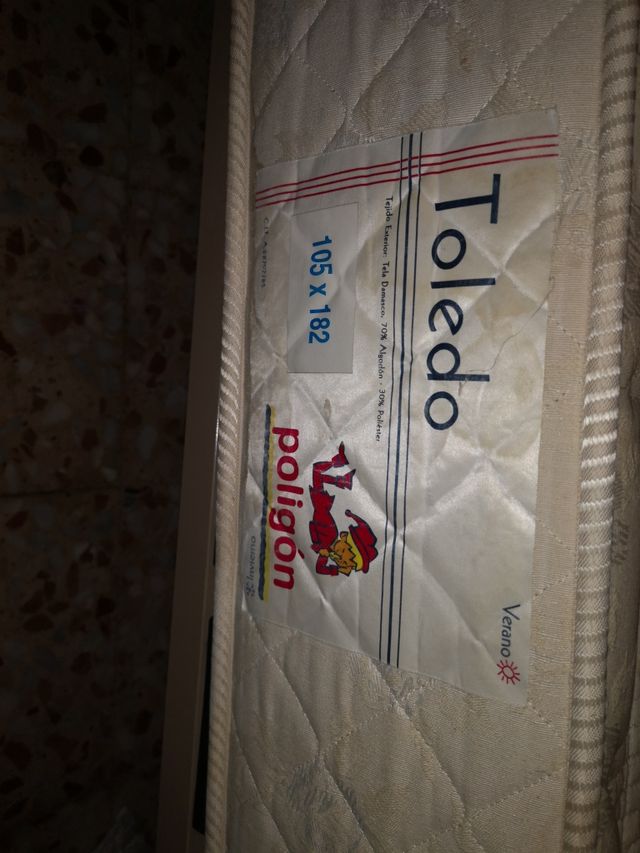 Toledo
Tejido Exterior: Tela Damasco, 70% Algodón - 30% Poliéster
105 x 182
poligón
Verano
Invierno